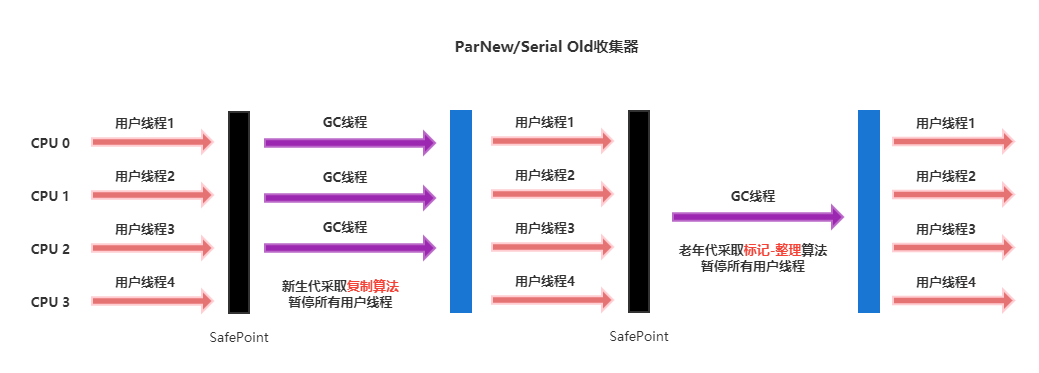 ParNew/Serial Old收集器
用户线程1
GC线程
用户线程1
用户线程1
CPU 0
用户线程2
GC线程
用户线程2
GC线程
用户线程2
CPU 1
用户线程3
GC线程
用户线程3
老年代采取标记-整理算法
暂停所有用户线程
用户线程3
CPU 2
用户线程4
新生代采取复制算法
暂停所有用户线程
用户线程4
用户线程4
CPU 3
SafePoint
SafePoint